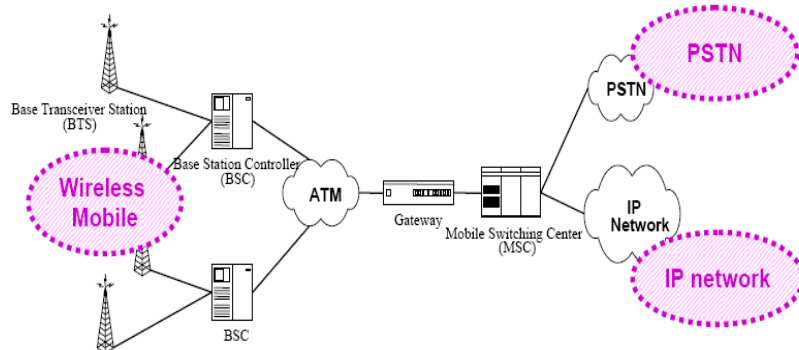 PSTN
PSTN
Base Transceiver Station
(BTS)
Base Station Controller
(BSC)
Wireless
Mobile
ATM
Gateway
Mobile Switching Center
(MSC)
IP
Network
IP network
BSC